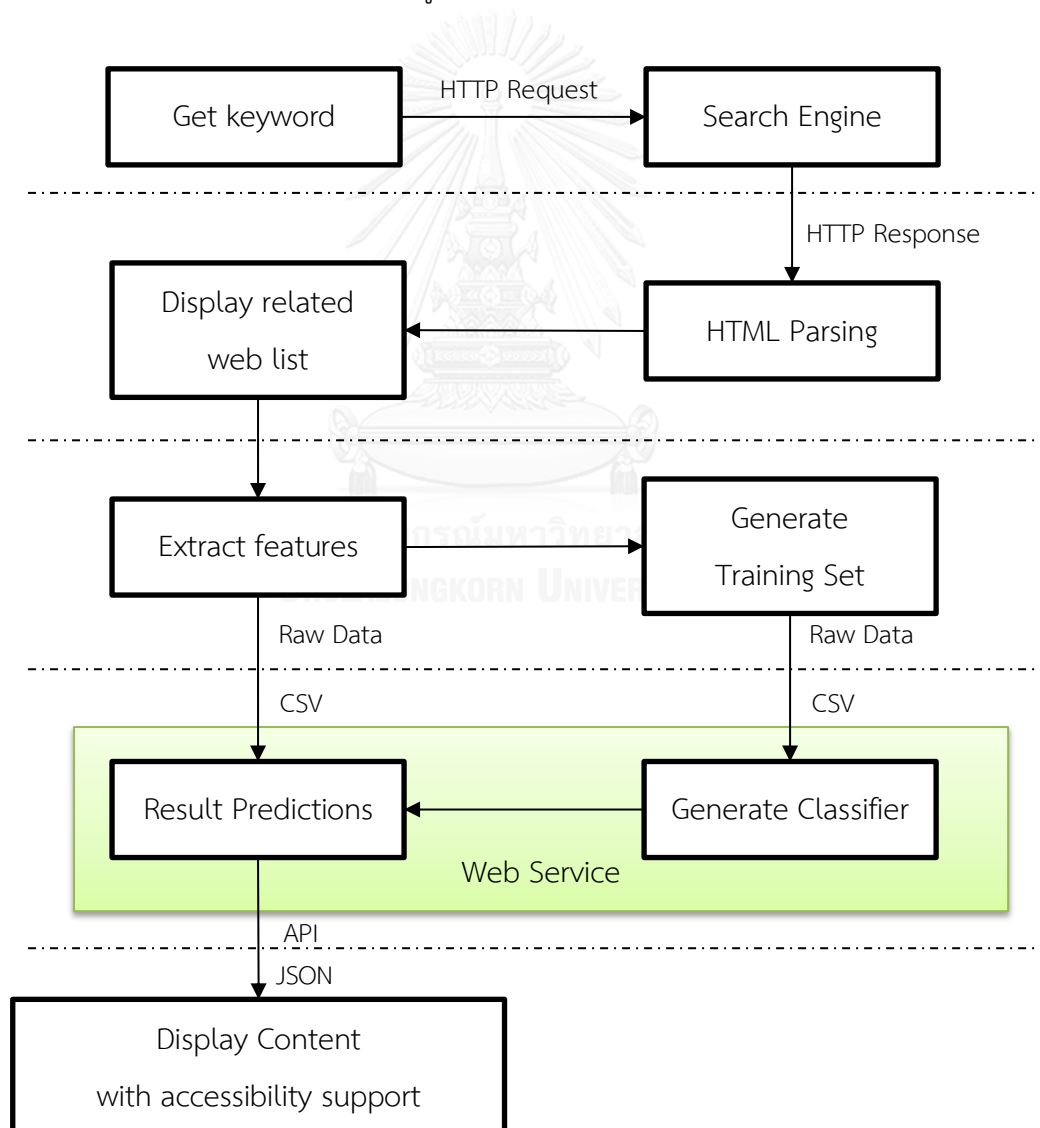 Get keyword
HTTP Request
Search Engine
HTTP Response
Display related
web list
HTML Parsing
Extract features
Generate
Training Set
Raw Data
Raw Data
CSV
CSV
Result Predictions
Generate Classifier
Web Service
API
JSON
Display Content
with accessibility support